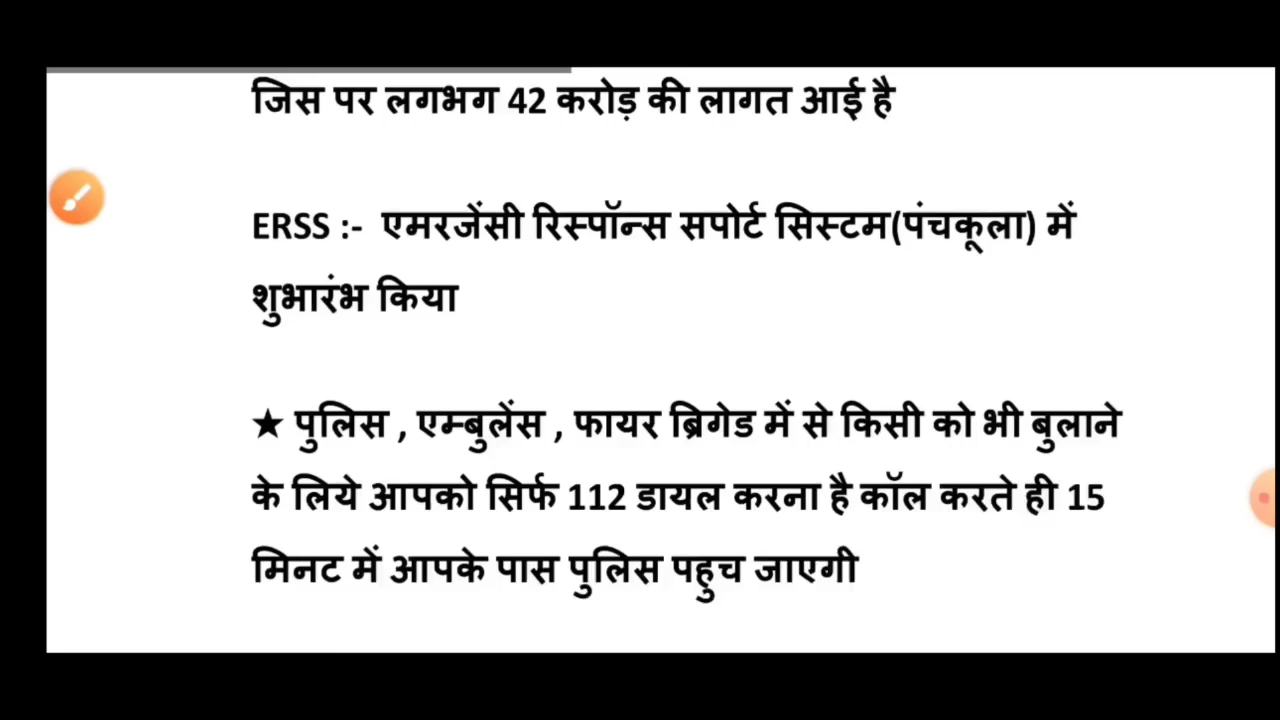 जिस पर लगभग 42 करोड़ की लागत आई है
ERSS :- एमरजेंसी रिस्पॉन्स सपोर्ट सिस्टम(पंचकूला) में
शुभारंभ किया
★ पुलिस , एम्बुलेंस , फायर ब्रिगेड में से किसी को भी बुलाने
के लिये आपको सिर्फ 112 डायल करना है कॉल करते ही 15
मिनट में आपके पास पुलिस पहुच जाएगी